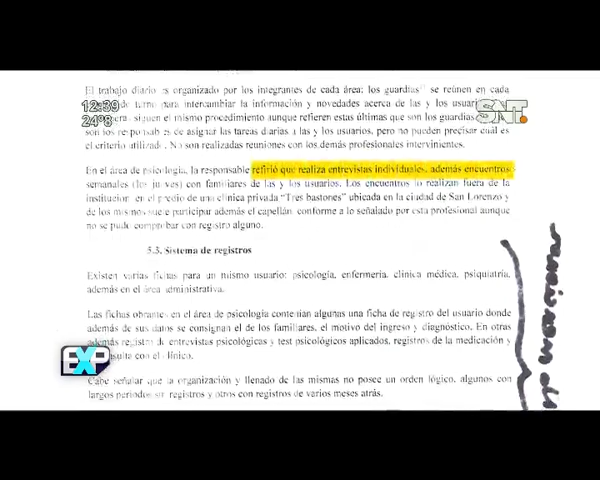 El trabajo diario es organizado por los integrantes de cada área: los guardias se reúnen en cada
de turno para intercambiar la información y novedades acerca de las y los usuarios
siguen el mismo procedimiento aunque refieren estas últimas que son los guardias
son los responsables de asignar las tareas diarias a las y los usuarios, pero no pueden precisar cuál es
el criterio utilizado. No son realizadas reuniones con los demás profesionales intervinientes.
12:39
24º8
SNT.
En el área de psicología, la responsable refirió que realiza entrevistas individuales, además encuentros
semanales (los jueves) con familiares de las y los usuarios. Los encuentros lo realizan fuera de la
institución en el predio de una clínica privada "Tres bastones" ubicada en la ciudad de San Lorenzo y
de los mismos suele participar además el capellán, conforme a lo señalado por esta profesional aunque
no se pudo comprobar con registro alguno.
5.3. Sistema de registros
Existen varias fichas para un mismo usuario: psicología, enfermería, clínica médica, psiquiatría,
además en el área administrativa.
Las fichas obrantes en el área de psicología contenían algunas una ficha de registro del usuario donde
además de sus datos se consignan el de los familiares, el motivo del ingreso y diagnóstico. En otras
además registros de entrevistas psicológicas y test psicológicos aplicados, registros de la medicación y
consulta con el clínico.
EXP
Cabe señalar que la organización y llenado de las mismas no posee un orden lógico, algunos con
largos periodos sin registros y otros con registros de varios meses atrás.